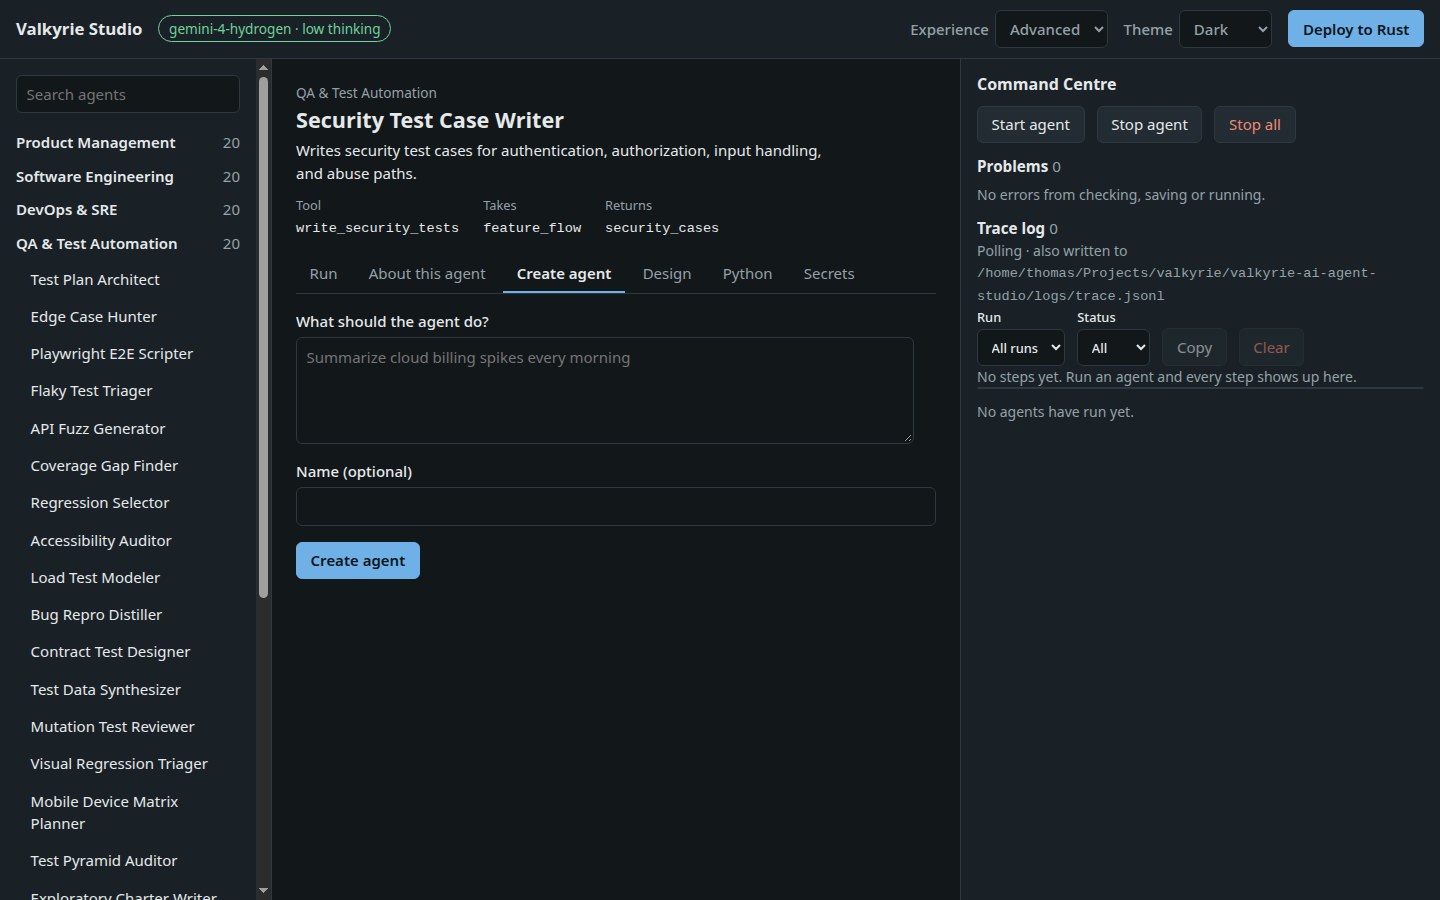 Valkyrie Studio
gemini-4-hydrogen · low thinking
Experience
Advanced
Theme
Dark
Deploy to Rust
Search agents
Product Management 20
Software Engineering 20
DevOps & SRE 20
QA & Test Automation 20
Test Plan Architect
Edge Case Hunter
Playwright E2E Scripter
Flaky Test Triager
API Fuzz Generator
Coverage Gap Finder
Regression Selector
Accessibility Auditor
Load Test Modeler
Bug Repro Distiller
Contract Test Designer
Test Data Synthesizer
Mutation Test Reviewer
Visual Regression Triager
Mobile Device Matrix
Planner
Test Pyramid Auditor
Exploratory Charter Writer
QA & Test Automation
Security Test Case Writer
Writes security test cases for authentication, authorization, input handling,
and abuse paths.
Tool Takes Returns
write_security_tests feature_flow security_cases
Run About this agent Create agent Design Python Secrets
What should the agent do?
Summarize cloud billing spikes every morning
Name (optional)
Create agent
Command Centre
Start agent Stop agent Stop all
Problems 0
No errors from checking, saving or running.
Trace log 0
Polling · also written to
/home/thomas/Projects/valkyrie/valkyrie-ai-agent-
studio/logs/trace.jsonl
Run Status
All runs All Copy Clear
No steps yet. Run an agent and every step shows up here.
No agents have run yet.